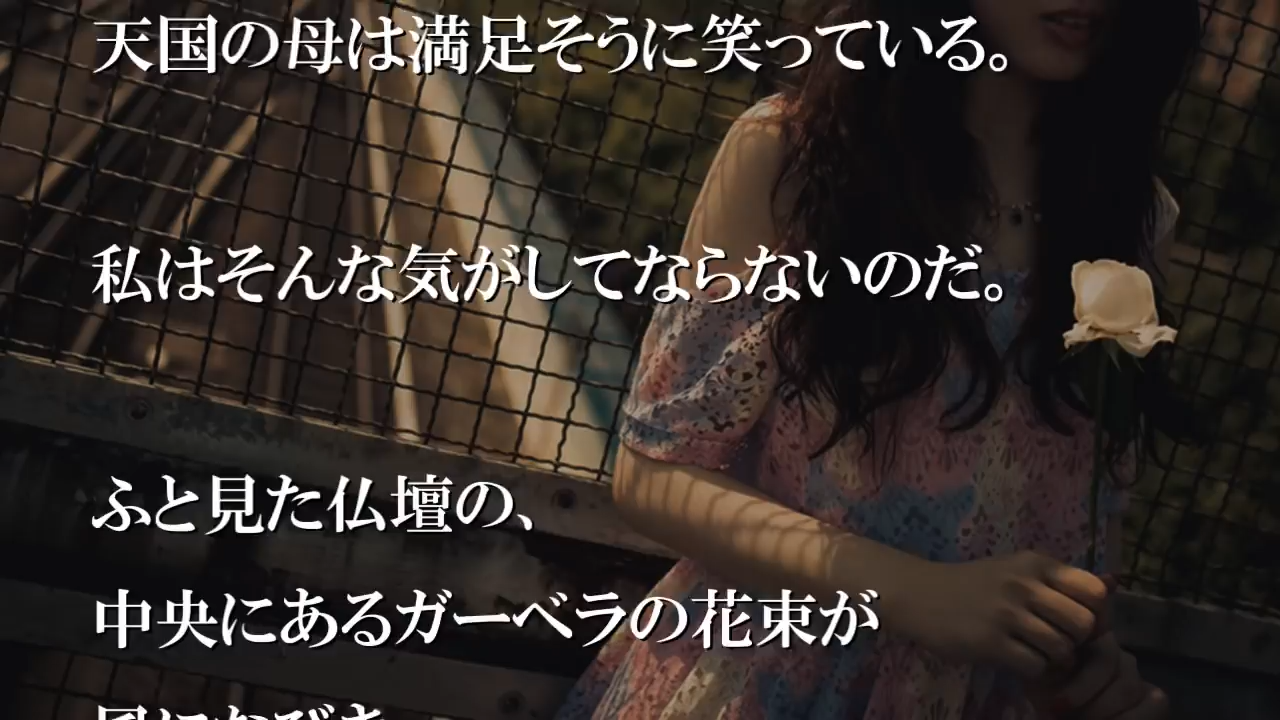 天国の母は満足そうに笑っている。
私はそんな気がしてならないのだ。
ふと見た仏壇の、
中央にあるガーベラの花束が